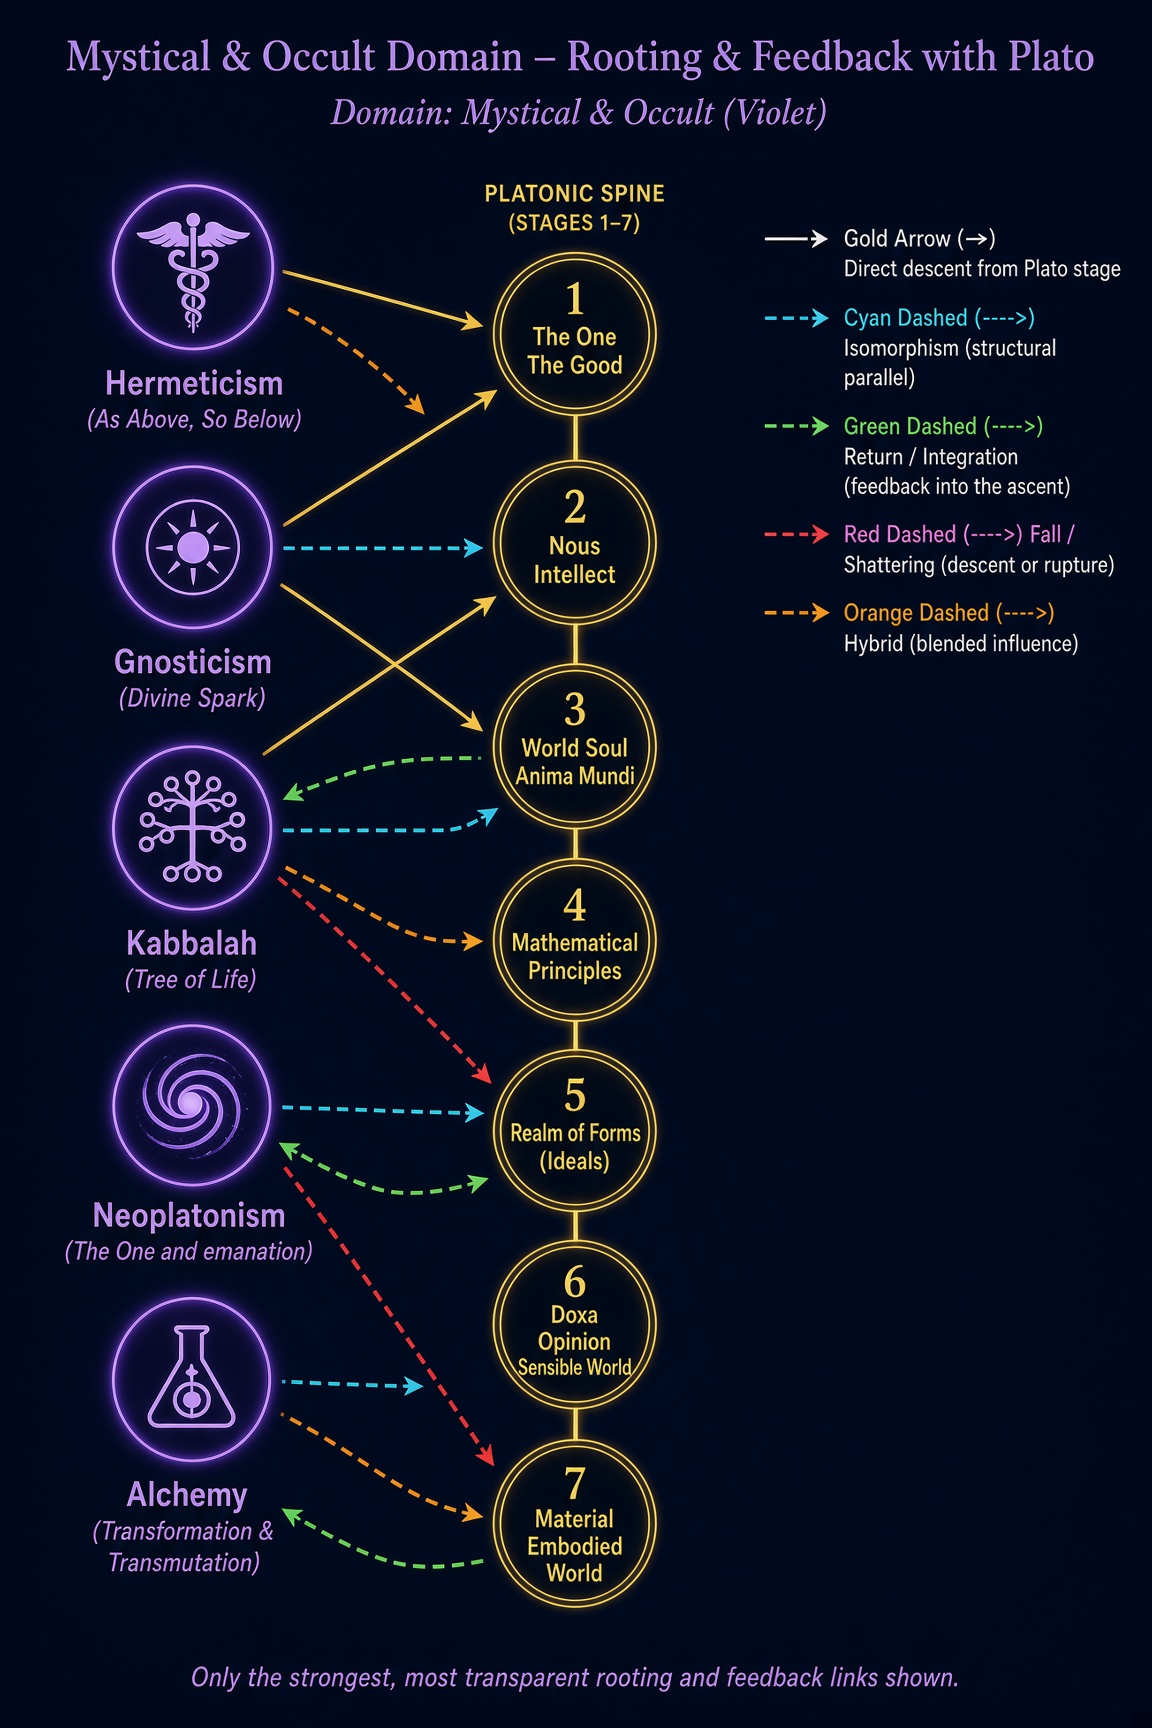 Mystical & Occult Domain – Rooting & Feedback with Plato
Domain: Mystical & Occult (Violet)
Hermeticism
(As Above, So Below)
Gnosticism
(Divine Spark)
Kabbalah
(Tree of Life)
Neoplatonism
(The One and emanation)
Alchemy
(Transformation &
Transmutation)
PLATONIC SPINE
(STAGES 1–7)
1
The One
The Good
2
Nous
Intellect
3
World Soul
Anima Mundi
4
Mathematical
Principles
5
Realm of Forms
(Ideals)
6
Doxa
Opinion
Sensible World
7
Material
Embodied
World
Gold Arrow (→)
Direct descent from Plato stage
Cyan Dashed (---->)
Isomorphism (structural
parallel)
Green Dashed (---->)
Return / Integration
(feedback into the ascent)
Red Dashed (---->) Fall /
Shattering (descent or rupture)
Orange Dashed (---->)
Hybrid (blended influence)
Only the strongest, most transparent rooting and feedback links shown.